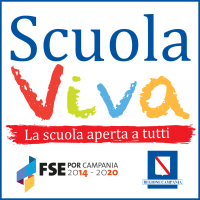 Scuola
Viva
La scuola aperta a tutti
FSE POR CAMPANIA
2014 - 2020
REGIONE CAMPANIA